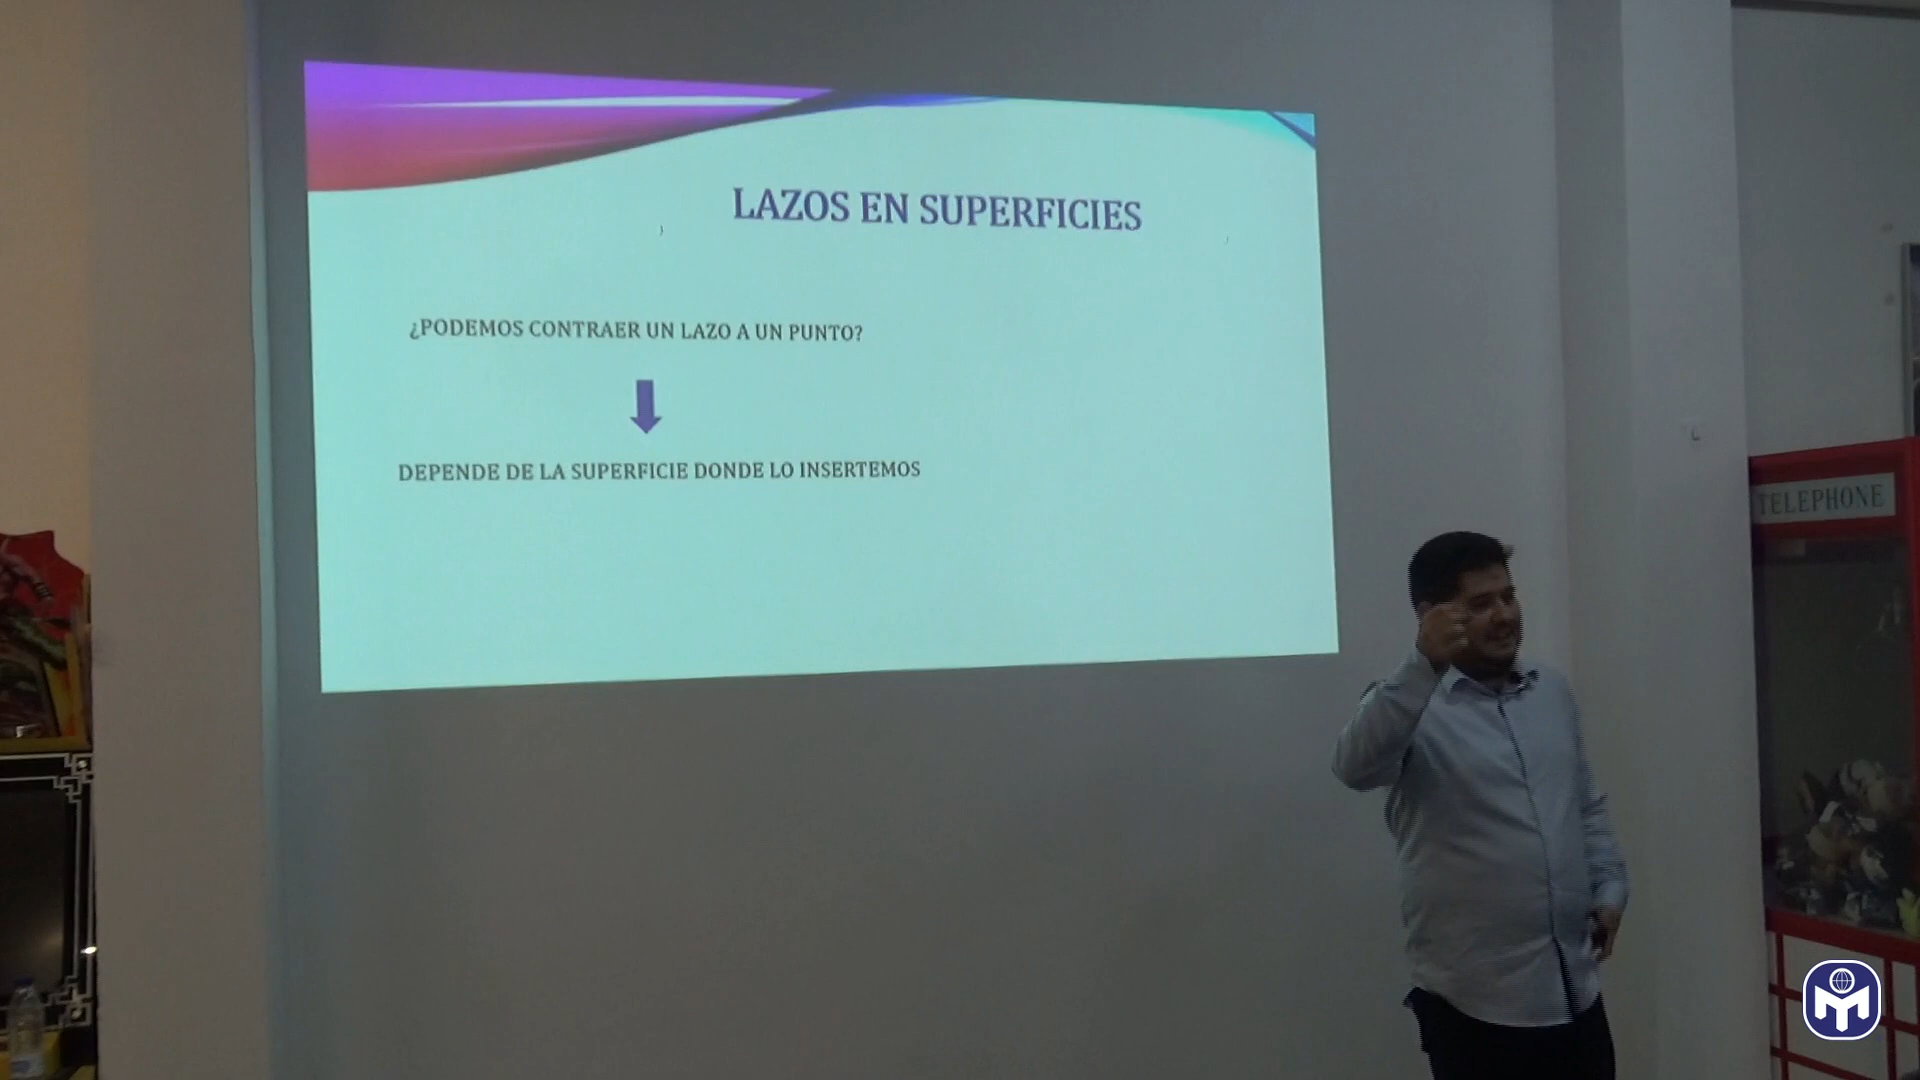 LAZOS EN SUPERFICIES
¿PODEMOS CONTRAER UN LAZO A UN PUNTO?
DEPENDE DE LA SUPERFICIE DONDE LO INSERTEMOS
TELEPHONE